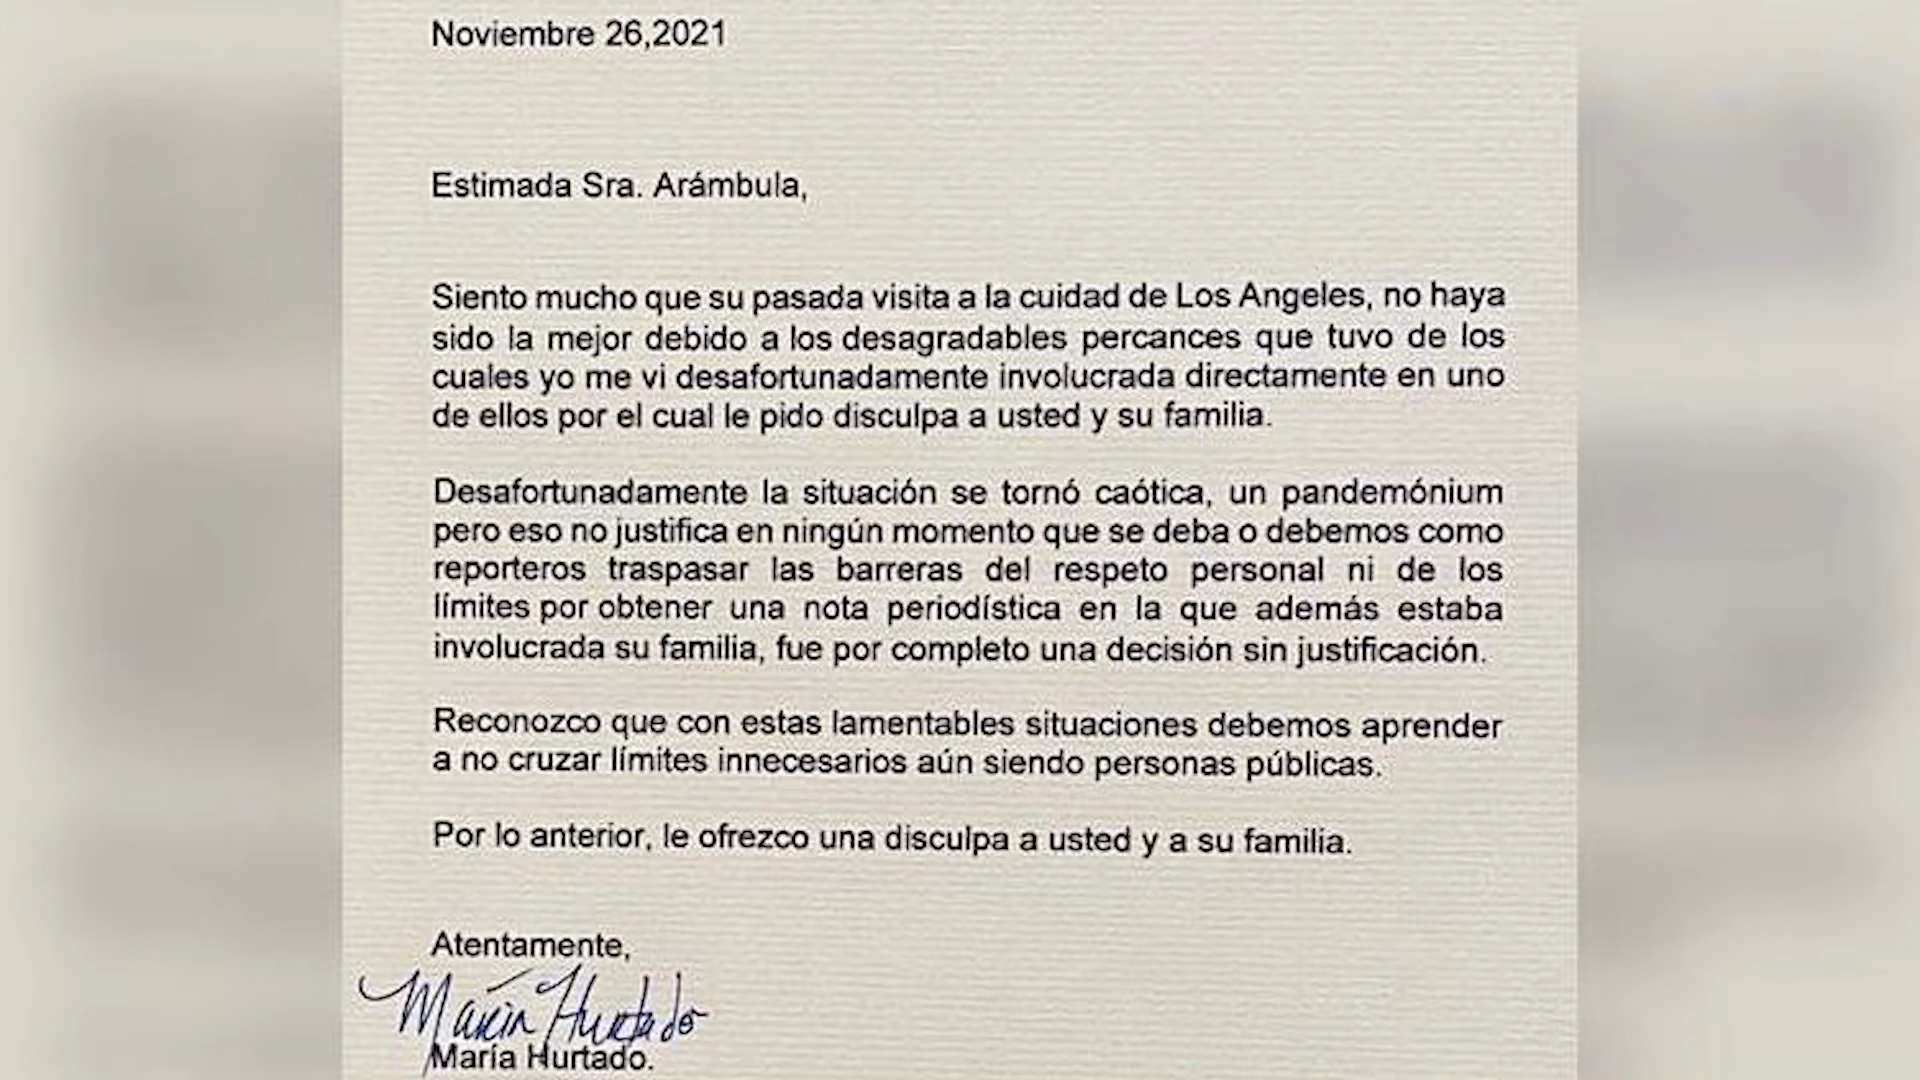 Noviembre 26,2021
Estimada Sra. Arámbula,
Siento mucho que su pasada visita a la cuidad de Los Angeles, no haya
sido la mejor debido a los desagradables percances que tuvo de los
cuales yo me vi desafortunadamente involucrada directamente en uno
de ellos por el cual le pido disculpa a usted y su familia.
Desafortunadamente la situación se tornó caótica, un pandemónium
pero eso no justifica en ningún momento que se deba o debemos como
reporteros traspasar las barreras del respeto personal ni de los
límites por obtener una nota periodística en la que además estaba
involucrada su familia, fue por completo una decisión sin justificación.
Reconozco que con estas lamentables situaciones debemos aprender
a no cruzar límites innecesarios aún siendo personas públicas.
Por lo anterior, le ofrezco una disculpa a usted y a su familia.
Atentamente,
María Hurtado
María Hurtado.